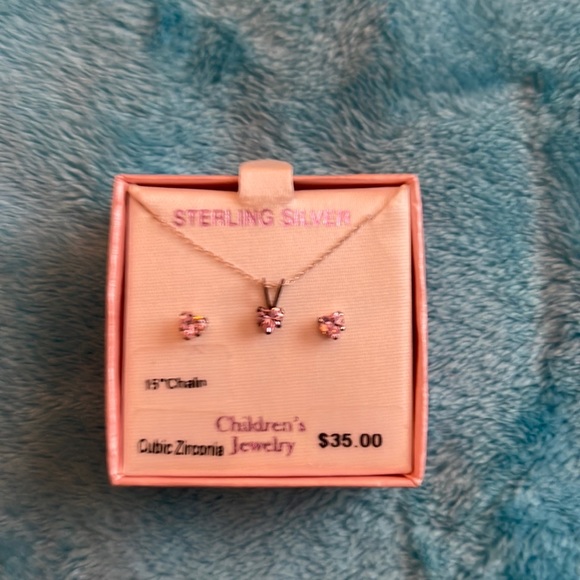 STERLING SILVER
15" Chain
Children's
Cubic Zirconia Jewelry $35.00